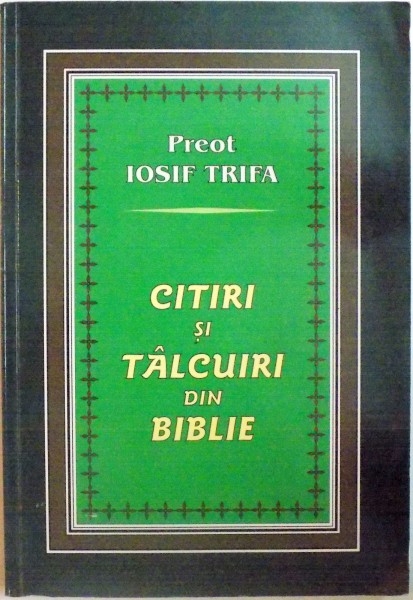 Preot
IOSIF TRIFA
CITIRI
ȘI
TÂLCUIRI
DIN
BIBLIE